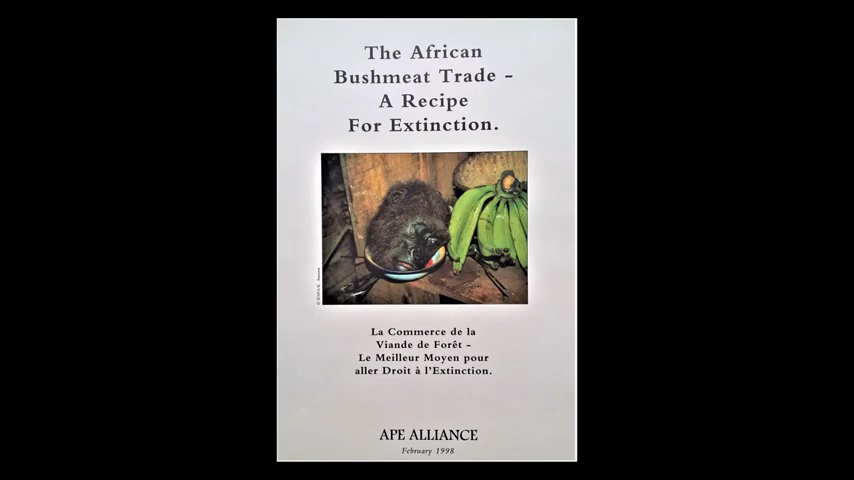 The African
Bushmeat Trade -
A Recipe
For Extinction.
La Commerce de la
Viande de Forêt -
Le Meilleur Moyen pour
aller Droit à l'Extinction.
APE ALLIANCE
February 1998